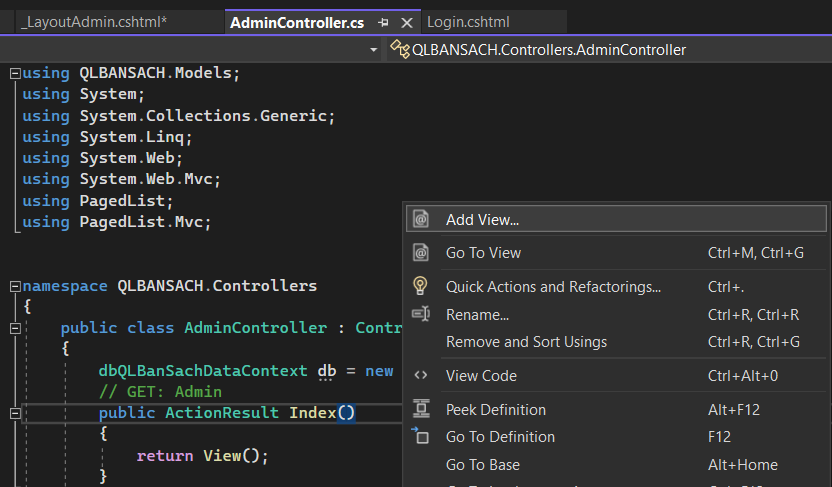 _LayoutAdmin.cshtml* AdminController.cs Login.cshtml
QLBANSACH.Controllers.AdminController
using QLBANSACH.Models;
using System;
using System.Collections.Generic;
using System.Linq;
using System.Web;
using System.Web.Mvc;
using PagedList;
using PagedList.Mvc;
namespace QLBANSACH.Controllers
{
public class AdminController : Contr
{
dbQLBanSachDataContext db = new
// GET: Admin
public ActionResult Index()
{
return View();
}
Add View...
Go To View Ctrl+M, Ctrl+G
Quick Actions and Refactorings... Ctrl+.
Rename... Ctrl+R, Ctrl+R
Remove and Sort Usings Ctrl+R, Ctrl+G
View Code Ctrl+Alt+0
Peek Definition Alt+F12
Go To Definition F12
Go To Base Alt+Home